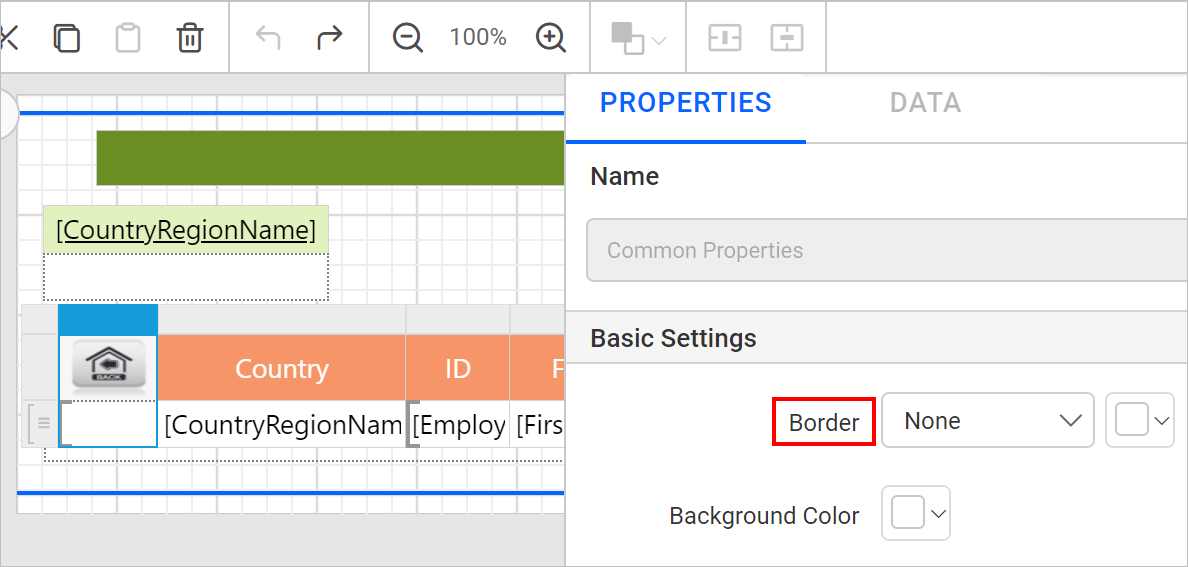 100%
PROPERTIES DATA
Name
Common Properties
Basic Settings
Border None
Background Color
[CountryRegionName]
BACK
Country ID F
[CountryRegionNam [Employ [Firs